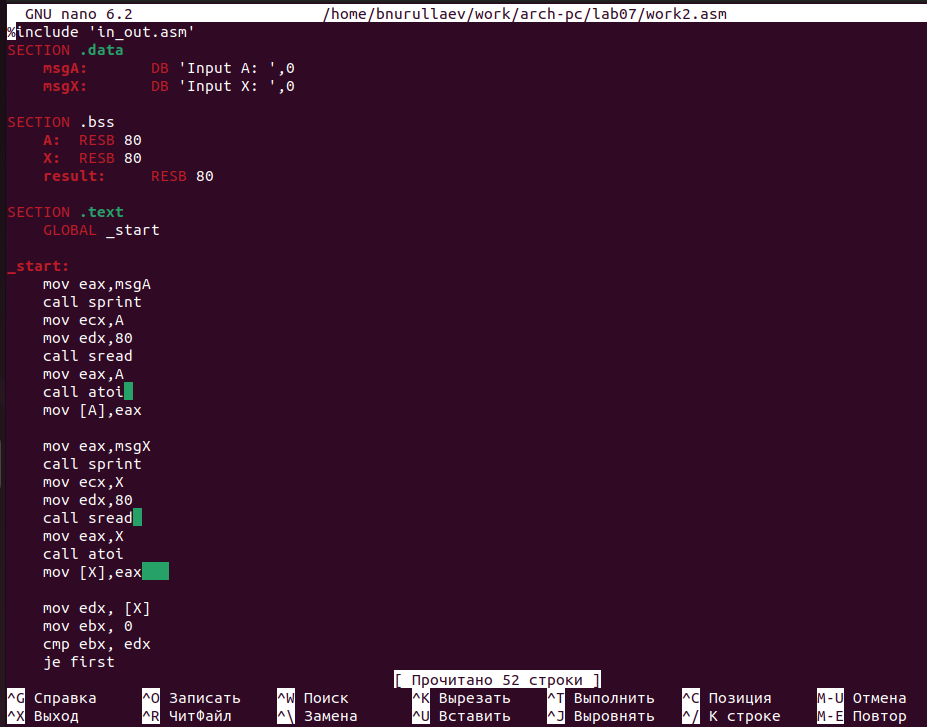 GNU nano 6.2 /home/bnurullaev/work/arch-pc/lab07/work2.asm
%include 'in_out.asm'
SECTION .data
msgA: DB 'Input A: ',0
msgX: DB 'Input X: ',0
SECTION .bss
A: RESB 80
X: RESB 80
result: RESB 80
SECTION .text
GLOBAL _start
_start:
mov eax,msgA
call sprint
mov ecx,A
mov edx,80
call sread
mov eax,A
call atoi
mov [A],eax
mov eax,msgX
call sprint
mov ecx,X
mov edx,80
call sread
mov eax,X
call atoi
mov [X],eax
mov edx, [X]
mov ebx, 0
cmp ebx, edx
je first
[ Прочитано 52 строки ]
^G Справка ^O Записать ^W Поиск ^K Вырезать ^T Выполнить ^C Позиция M-U Отмена
^X Выход ^R ЧитФайл ^\ Замена ^U Вставить ^J Выровнять ^/ К строке M-E Повтор